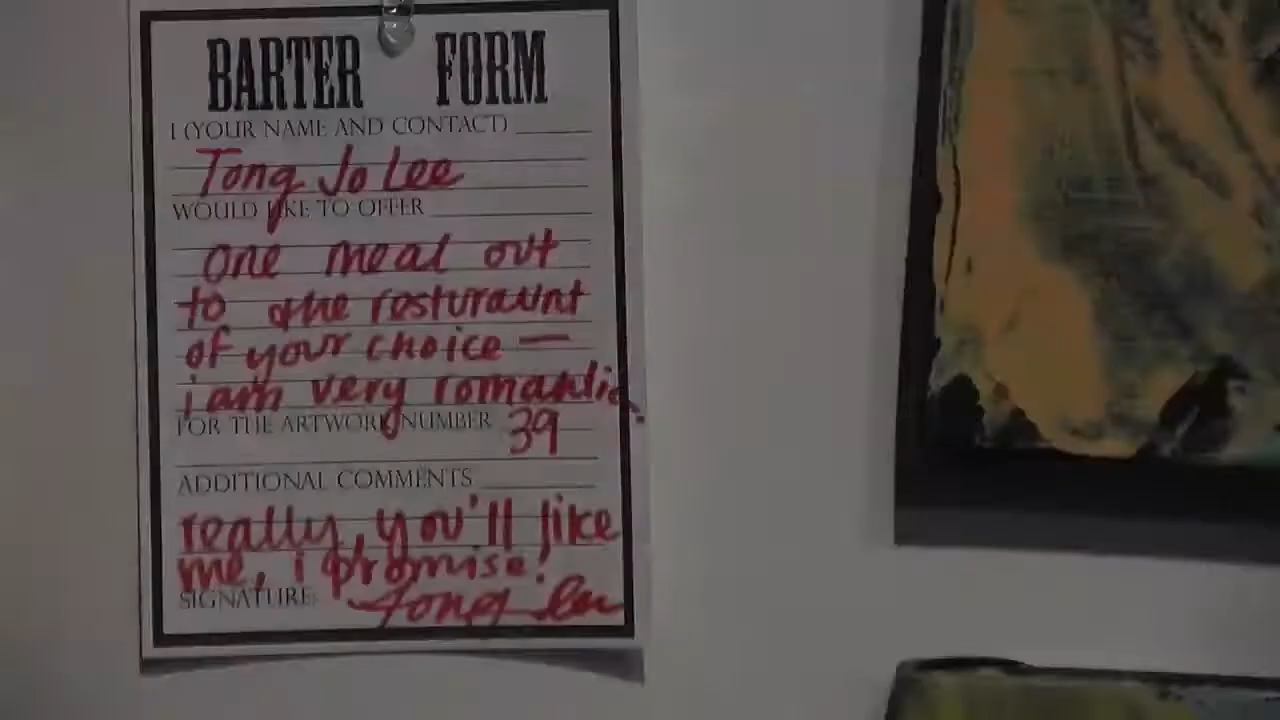 BARTER FORM
I (YOUR NAME AND CONTACT)
Tong Jo Lee
WOULD LIKE TO OFFER
one meal out
to the resturaunt
of your choice —
i am very romantic.
FOR THE ARTWORK NUMBER 39
ADDITIONAL COMMENTS
really, you'll like
me, i promise!
SIGNATURE: Tong Lee